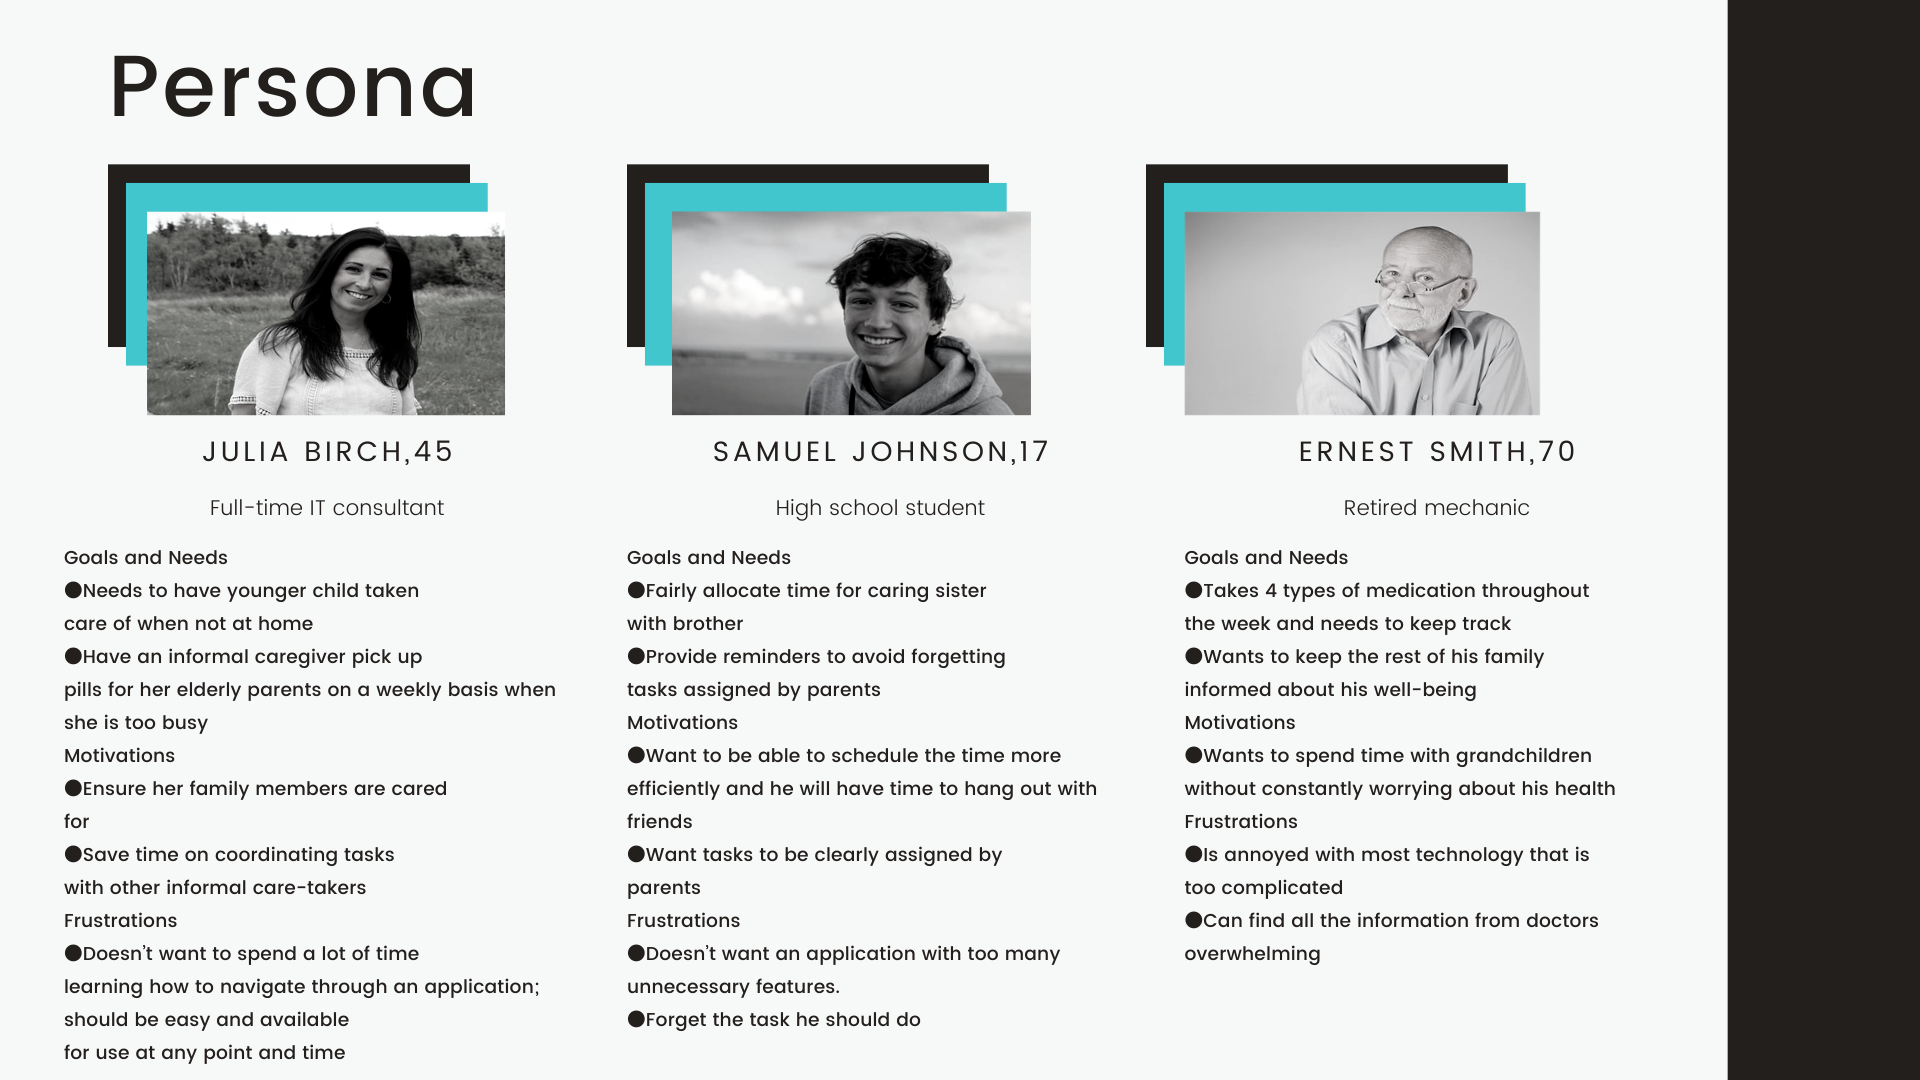 Persona
JULIA BIRCH,45
Full-time IT consultant
Goals and Needs
●Needs to have younger child taken
care of when not at home
●Have an informal caregiver pick up
pills for her elderly parents on a weekly basis when
she is too busy
Motivations
●Ensure her family members are cared
for
●Save time on coordinating tasks
with other informal care-takers
Frustrations
●Doesn't want to spend a lot of time
learning how to navigate through an application;
should be easy and available
for use at any point and time
SAMUEL JOHNSON,17
High school student
Goals and Needs
●Fairly allocate time for caring sister
with brother
●Provide reminders to avoid forgetting
tasks assigned by parents
Motivations
●Want to be able to schedule the time more
efficiently and he will have time to hang out with
friends
●Want tasks to be clearly assigned by
parents
Frustrations
●Doesn't want an application with too many
unnecessary features.
●Forget the task he should do
ERNEST SMITH,70
Retired mechanic
Goals and Needs
●Takes 4 types of medication throughout
the week and needs to keep track
●Wants to keep the rest of his family
informed about his well-being
Motivations
●Wants to spend time with grandchildren
without constantly worrying about his health
Frustrations
●Is annoyed with most technology that is
too complicated
●Can find all the information from doctors
overwhelming